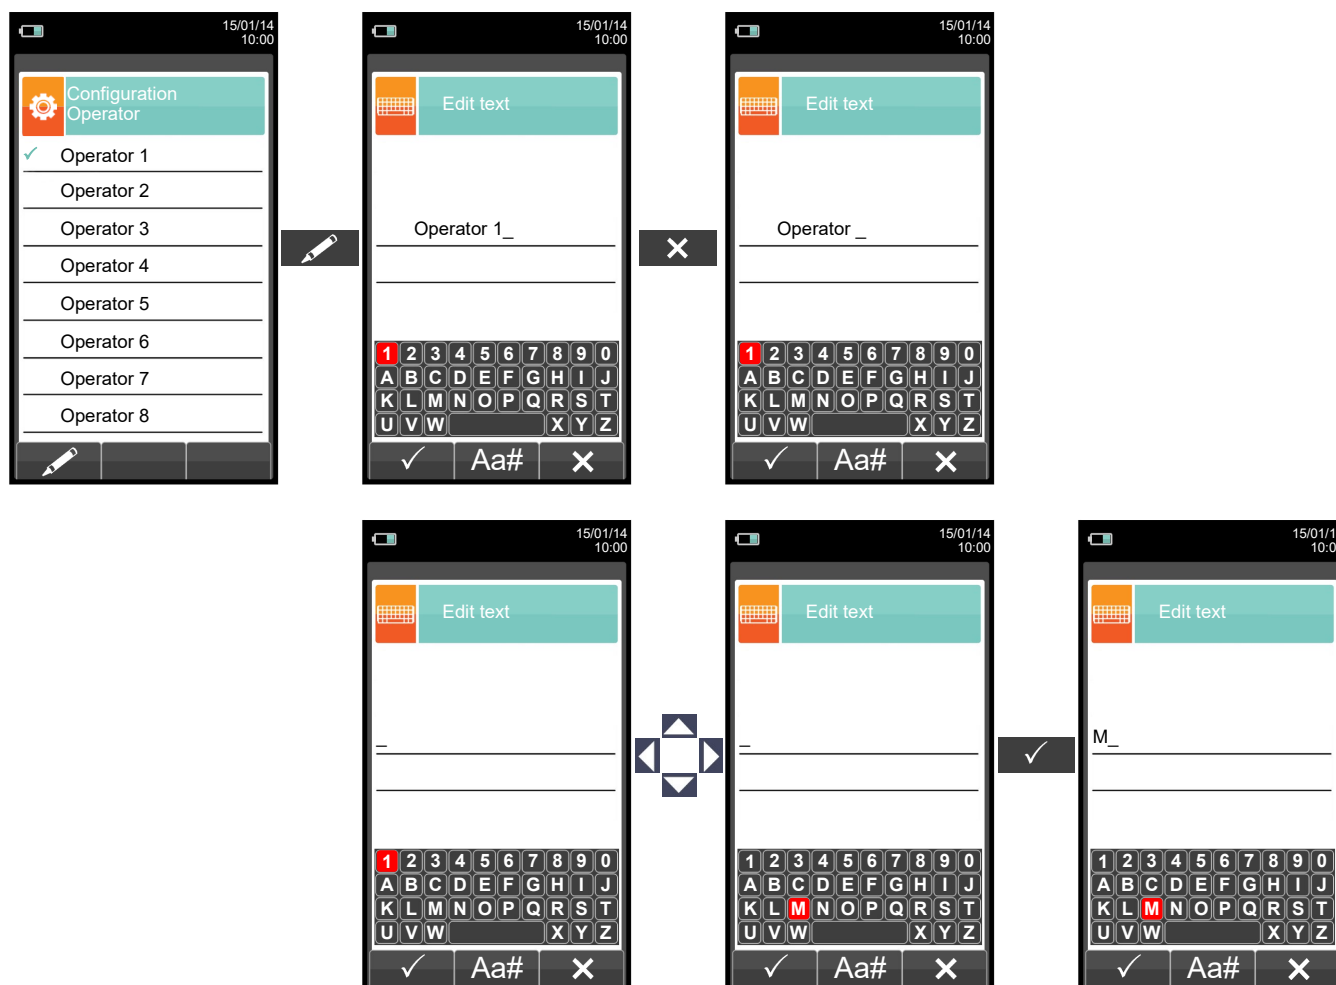 15/01/14
10:00
Configuration
Operator
✓ Operator 1
Operator 2
Operator 3
Operator 4
Operator 5
Operator 6
Operator 7
Operator 8
15/01/14
10:00
Edit text
Operator 1_
1 2 3 4 5 6 7 8 9 0
A B C D E F G H I J
K L M N O P Q R S T
U V W X Y Z
✓ Aa# ✕
✕
15/01/14
10:00
Edit text
Operator _
1 2 3 4 5 6 7 8 9 0
A B C D E F G H I J
K L M N O P Q R S T
U V W X Y Z
✓ Aa# ✕
15/01/14
10:00
Edit text
_
1 2 3 4 5 6 7 8 9 0
A B C D E F G H I J
K L M N O P Q R S T
U V W X Y Z
✓ Aa# ✕
15/01/14
10:00
Edit text
_
1 2 3 4 5 6 7 8 9 0
A B C D E F G H I J
K L M N O P Q R S T
U V W X Y Z
✓ Aa# ✕
✓
15/01/1
10:0
Edit text
M_
1 2 3 4 5 6 7 8 9 0
A B C D E F G H I J
K L M N O P Q R S T
U V W X Y Z
✓ Aa# ✕